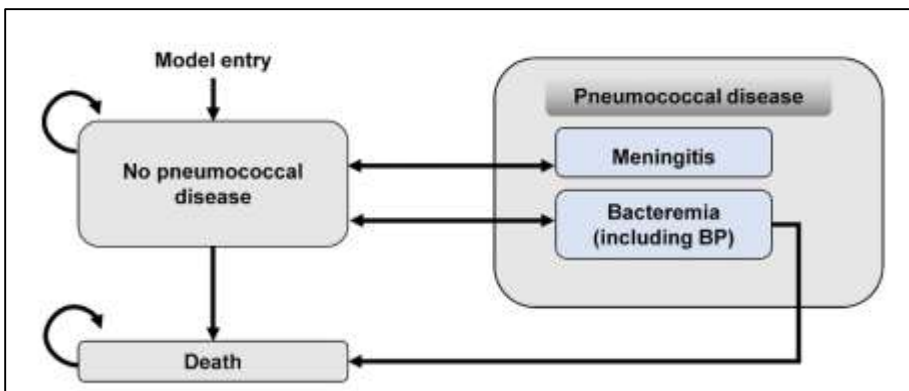 Model entry
Pneumococcal disease
No pneumococcal
disease
Meningitis
Bacteremia
(including BP)
Death